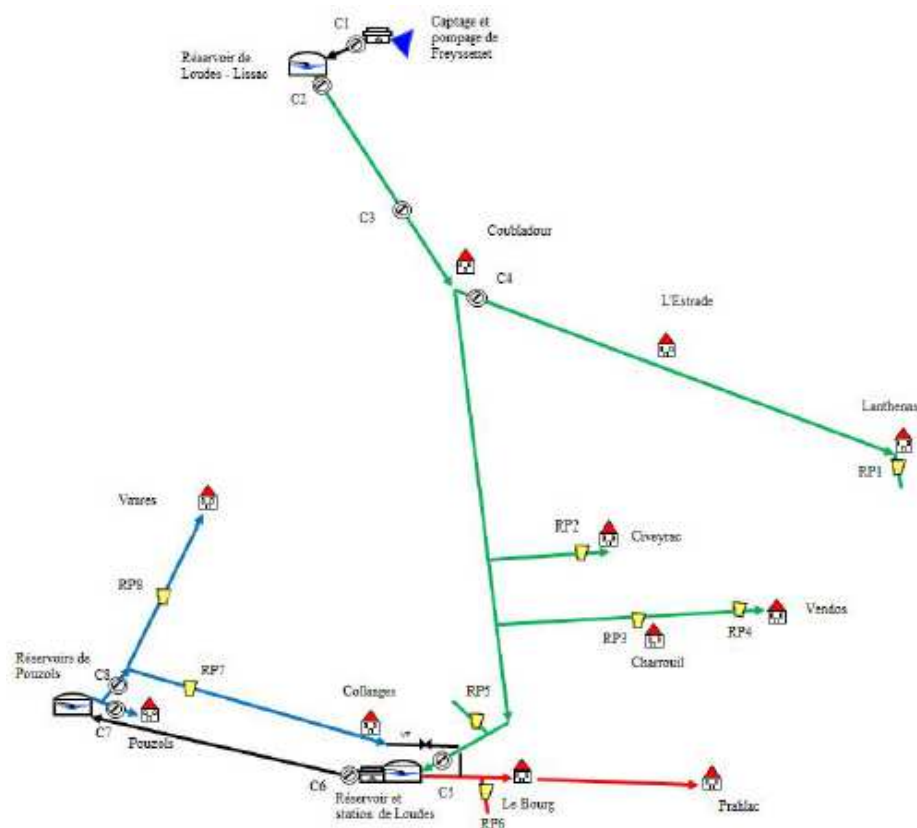 C1
Captage et
pompage de
Freyssenet
Réservoir de
Loudes - Lissac
C2
C3
Coubladour
C4
L'Estrade
Lanthenas
RP1
Vaures
RP2
Civeyrac
RP8
RP3
RP4
Vendos
Charrouil
Réservoirs de
Pouzols
C8
RP7
Collanges
RP5
C7
Pouzols
C6
C5
Réservoir et
station de Loudes
Le Bourg
RP6